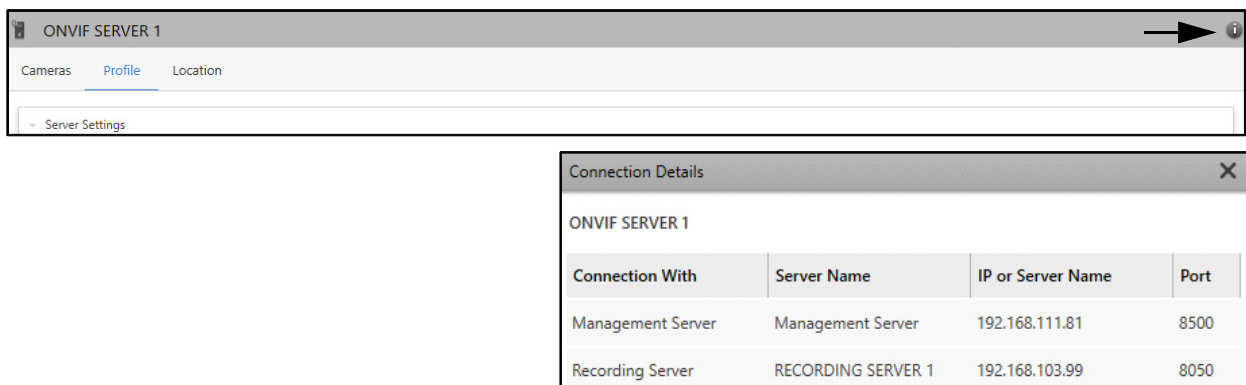 ONVIF SERVER 1
Cameras Profile Location
Server Settings
Connection Details
ONVIF SERVER 1
Connection With Server Name IP or Server Name Port
Management Server Management Server 192.168.111.81 8500
Recording Server RECORDING SERVER 1 192.168.103.99 8050